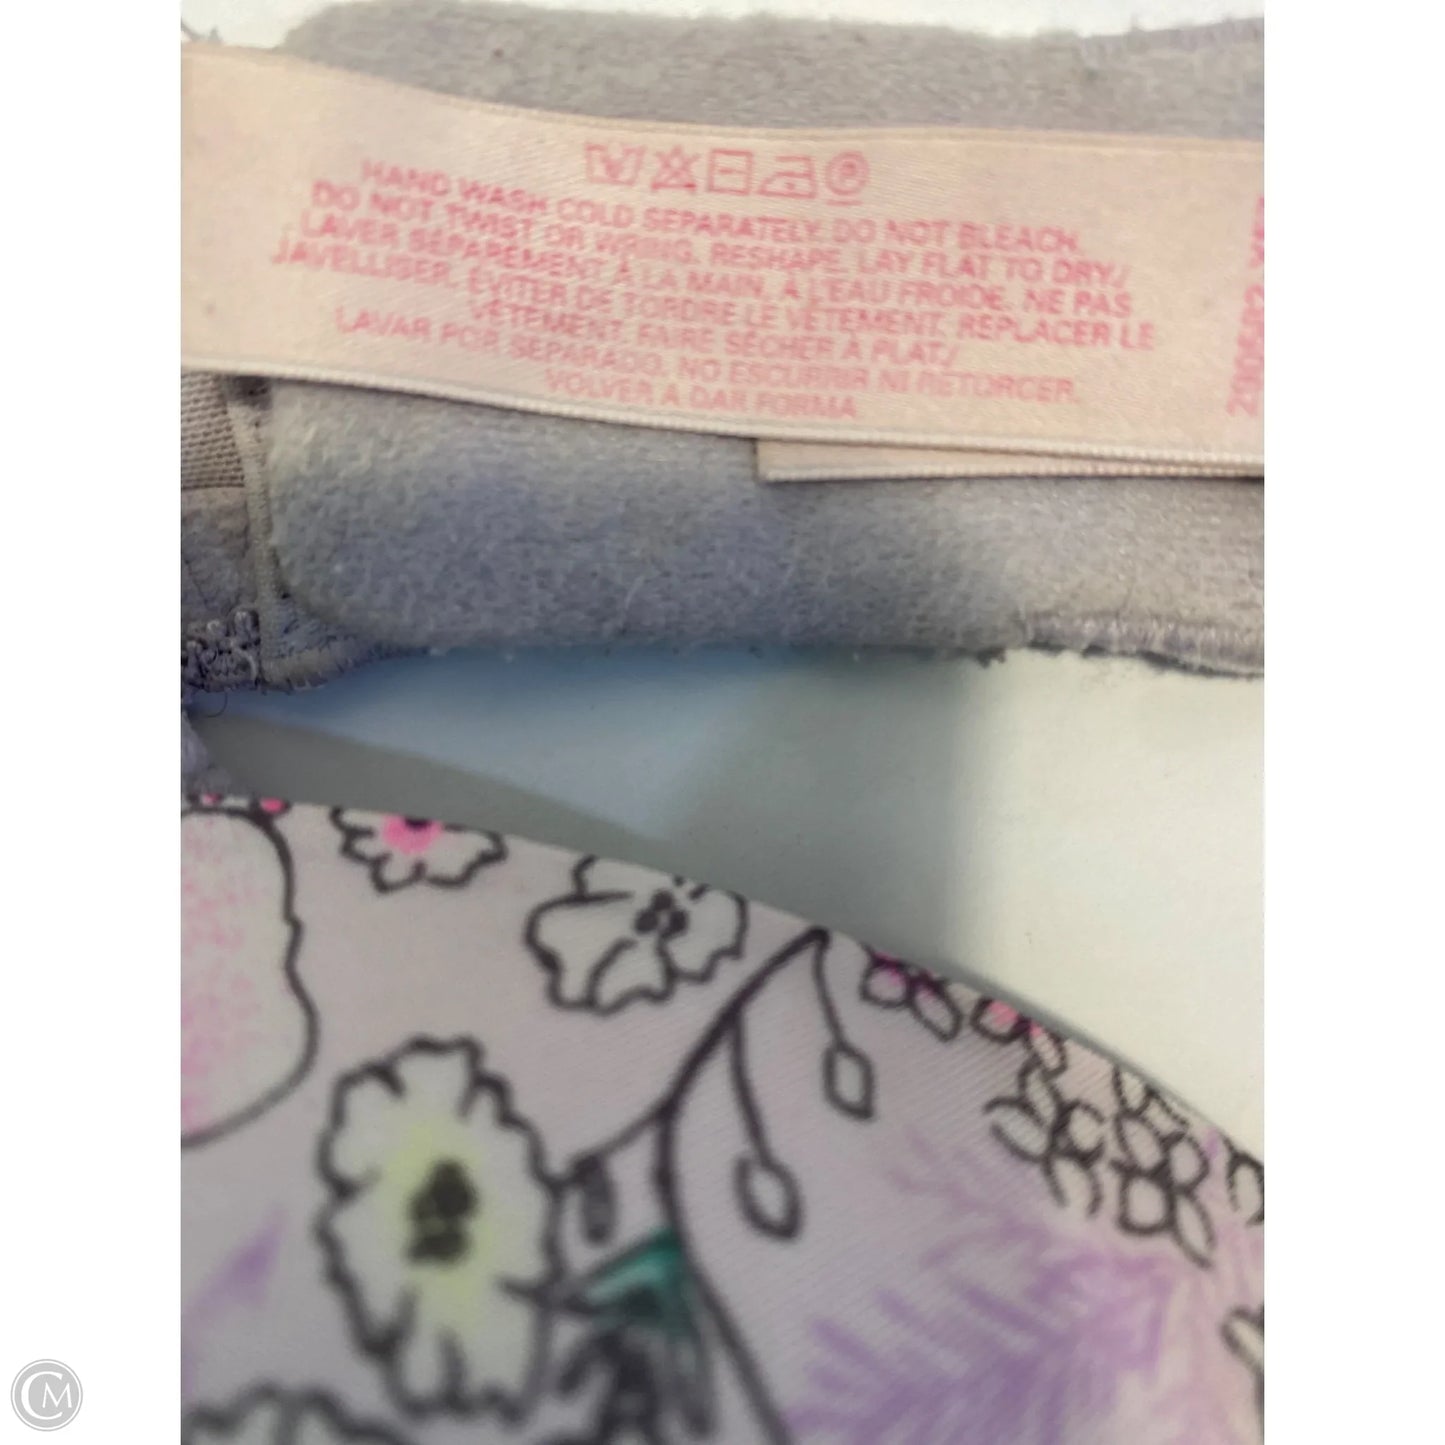 HAND WASH COLD SEPARATELY. DO NOT BLEACH.
DO NOT TWIST OR WRING. RESHAPE, LAY FLAT TO DRY./
LAVER SÉPAREMENT À LA MAIN, À L'EAU FROIDE. NE PAS
JAVELLISER. ÉVITER DE TORDRE LE VÊTEMENT. REPLACER LE
VÊTEMENT. FAIRE SÉCHER À PLAT./
LAVAR POR SEPARADO. NO ESCURRIR NI RETORCER.
VOLVER A DAR FORMA
CM